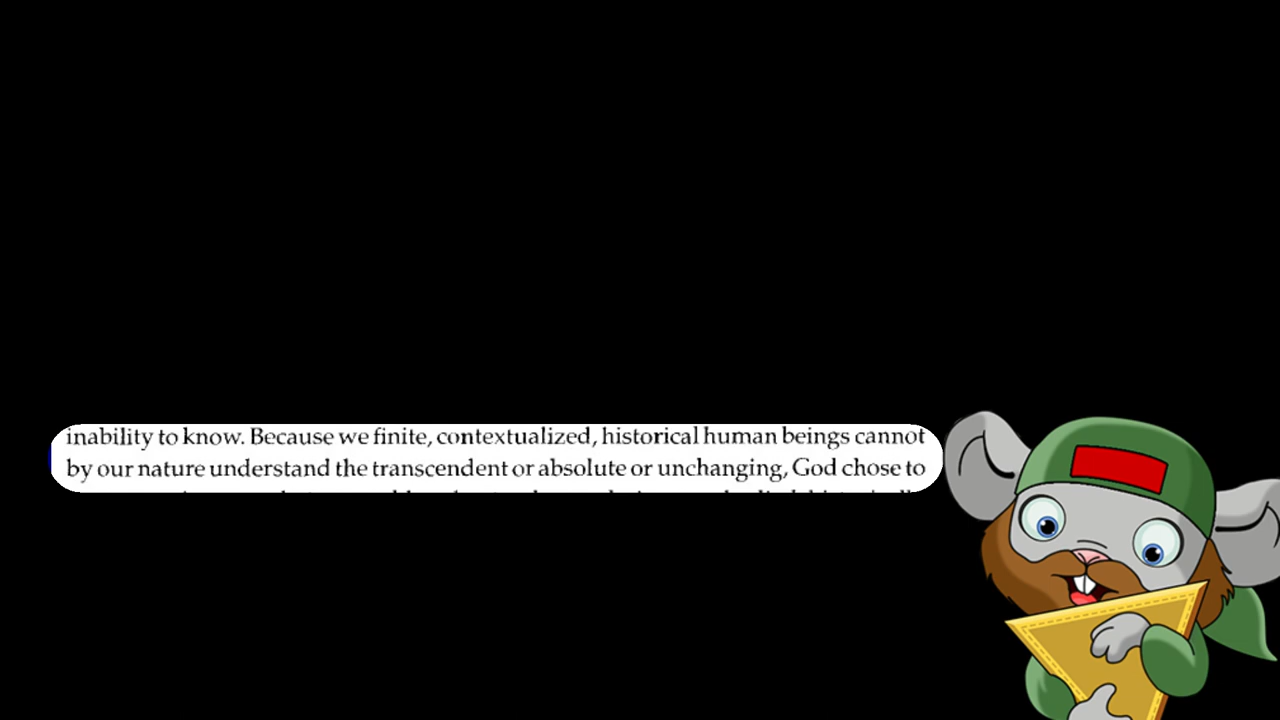 inability to know. Because we finite, contextualized, historical human beings cannot
by our nature understand the transcendent or absolute or unchanging, God chose to